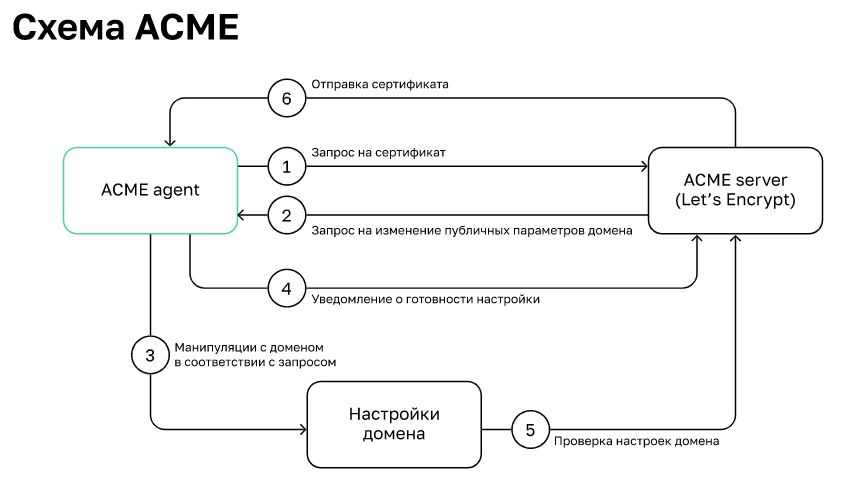 Схема ACME
6
Отправка сертификата
1
Запрос на сертификат
ACME agent
ACME server
(Let’s Encrypt)
2
Запрос на изменение публичных параметров домена
4
Уведомление о готовности настройки
3
Манипуляции с доменом
в соответствии с запросом
Настройки
домена
5
Проверка настроек домена